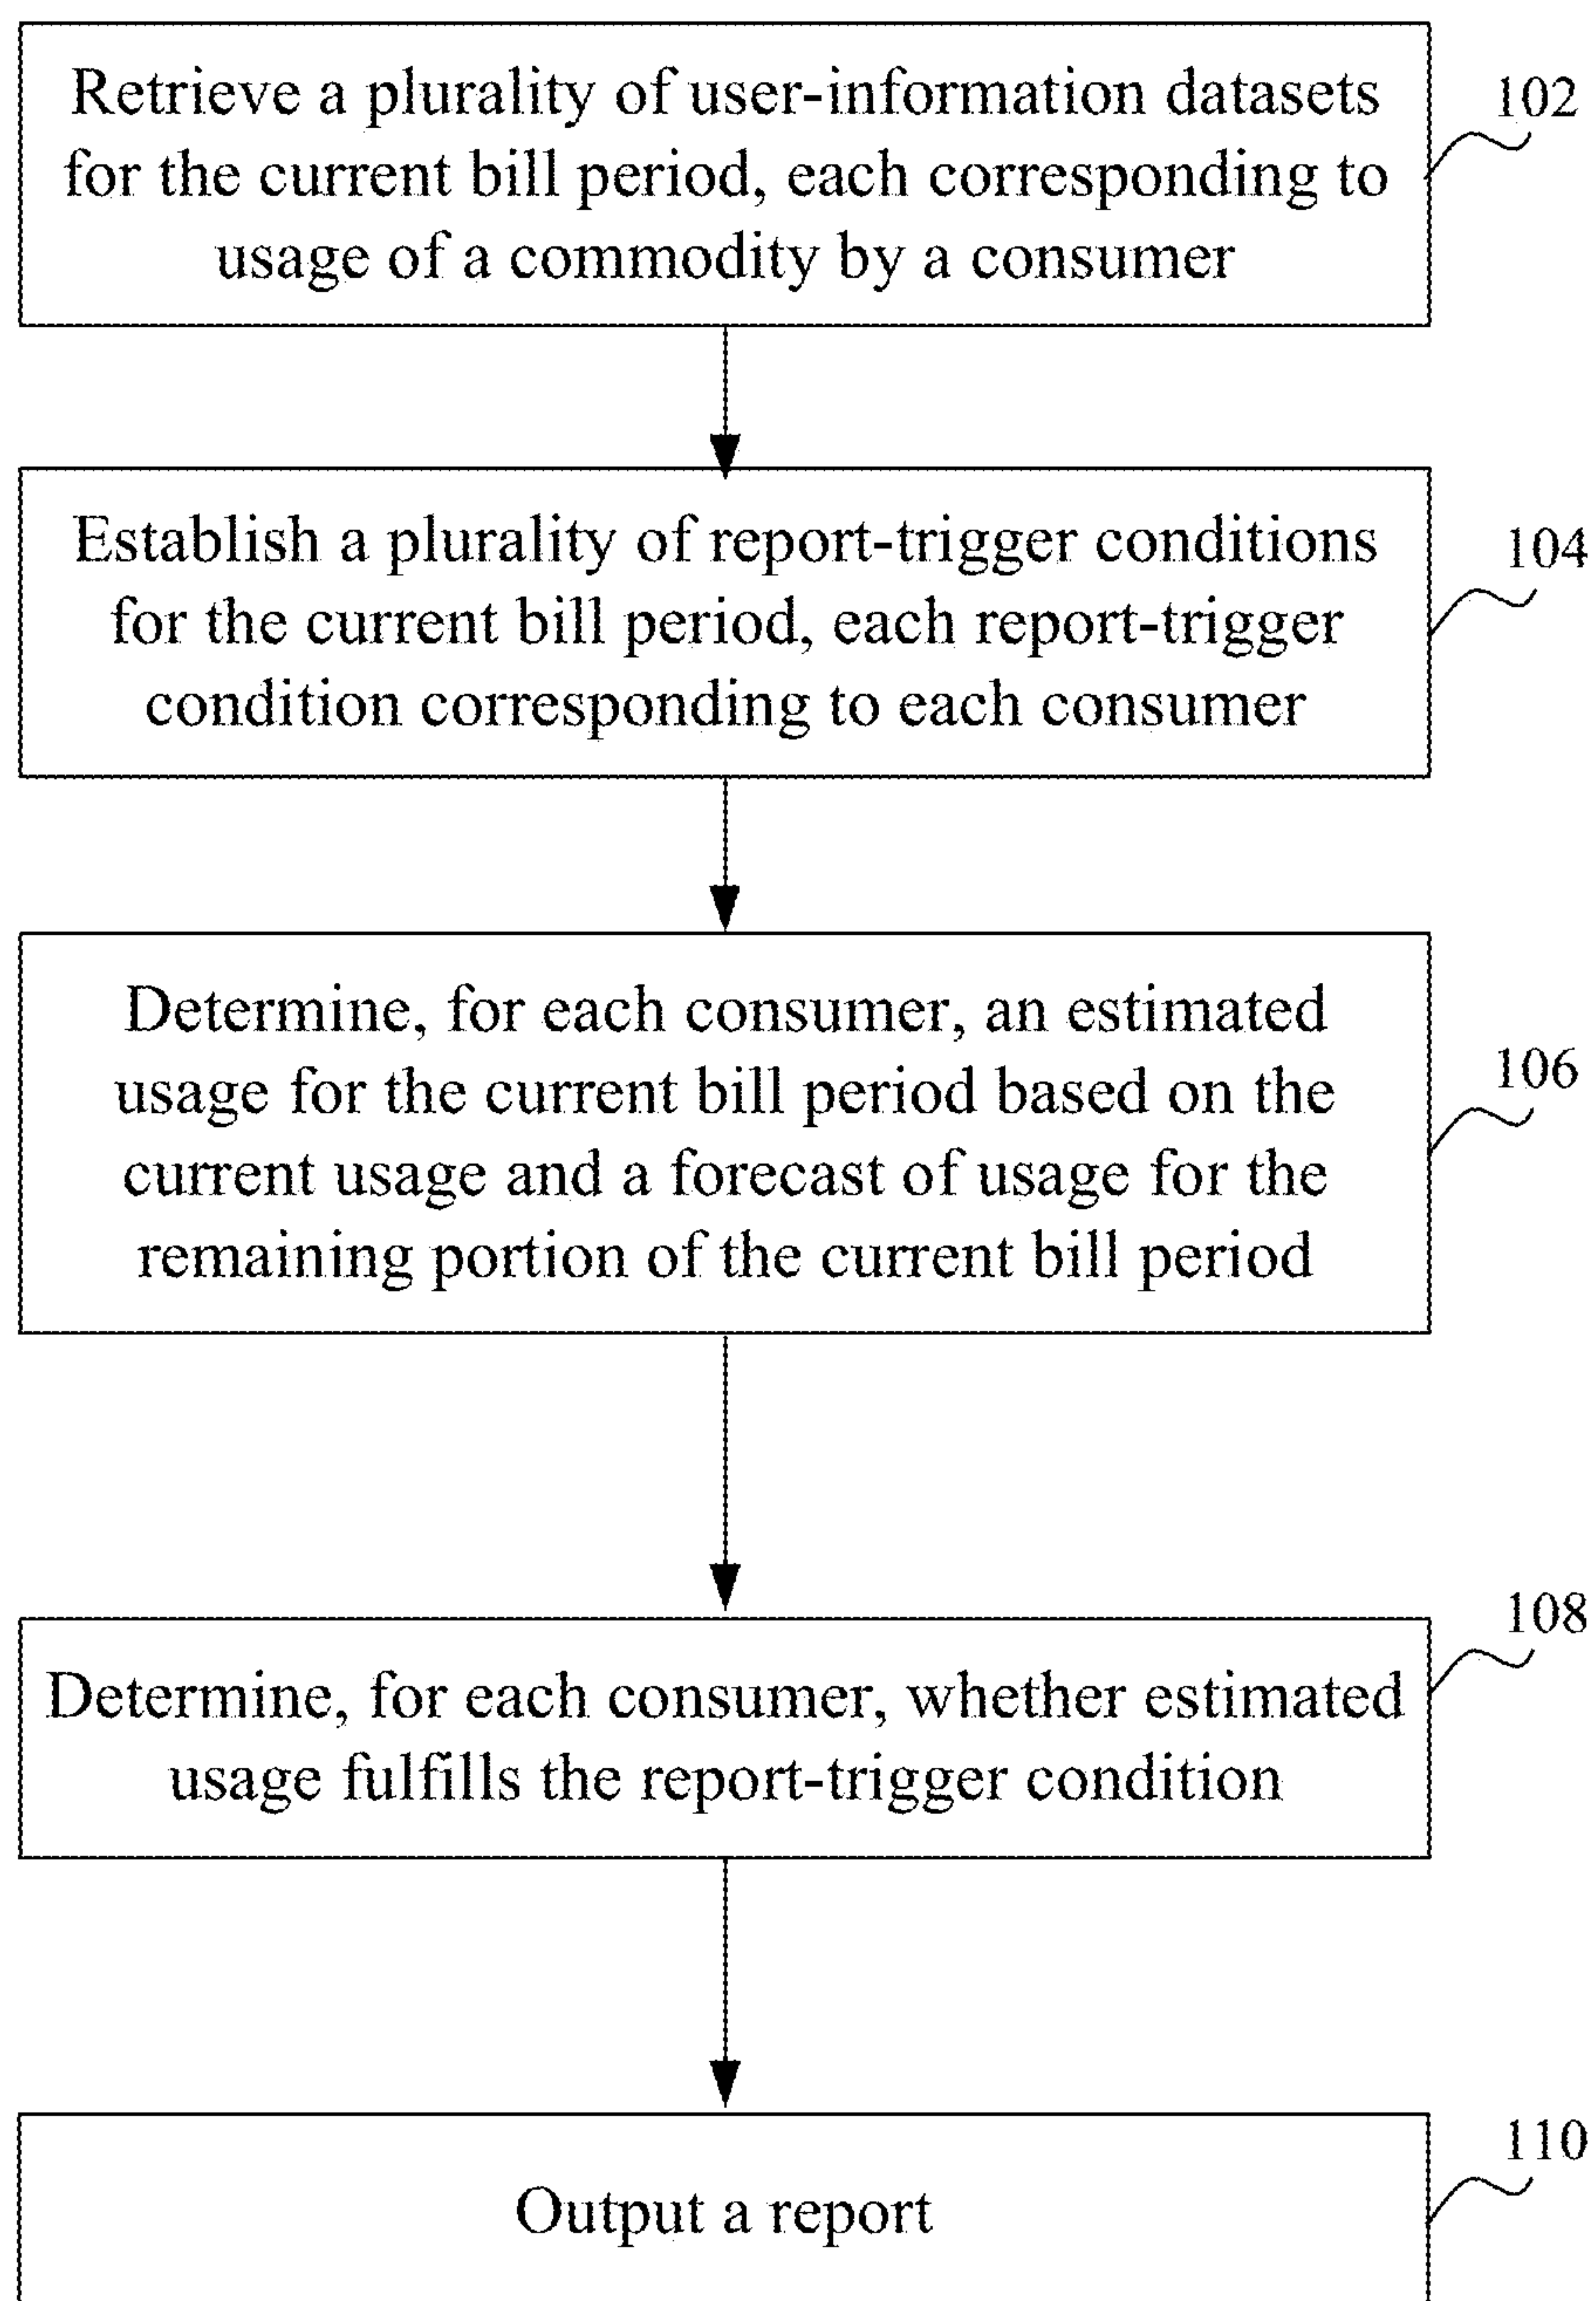 Retrieve a plurality of user-information datasets
for the current bill period, each corresponding to
usage of a commodity by a consumer
102
Establish a plurality of report-trigger conditions
for the current bill period, each report-trigger
condition corresponding to each consumer
104
Determine, for each consumer, an estimated
usage for the current bill period based on the
current usage and a forecast of usage for the
remaining portion of the current bill period
106
Determine, for each consumer, whether estimated
usage fulfills the report-trigger condition
108
Output a report
110